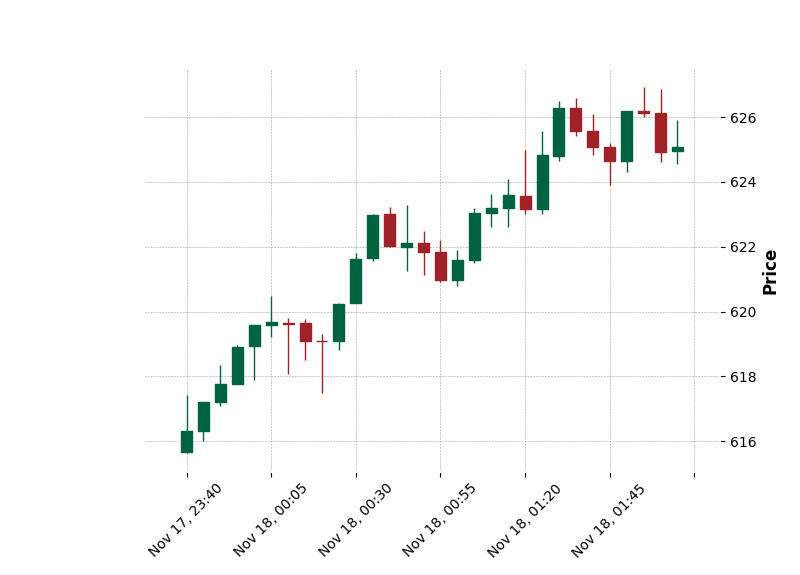 626
624
622
620
618
616
Price
Nov 17, 23:40
Nov 18, 00:05
Nov 18, 00:30
Nov 18, 00:55
Nov 18, 01:20
Nov 18, 01:45